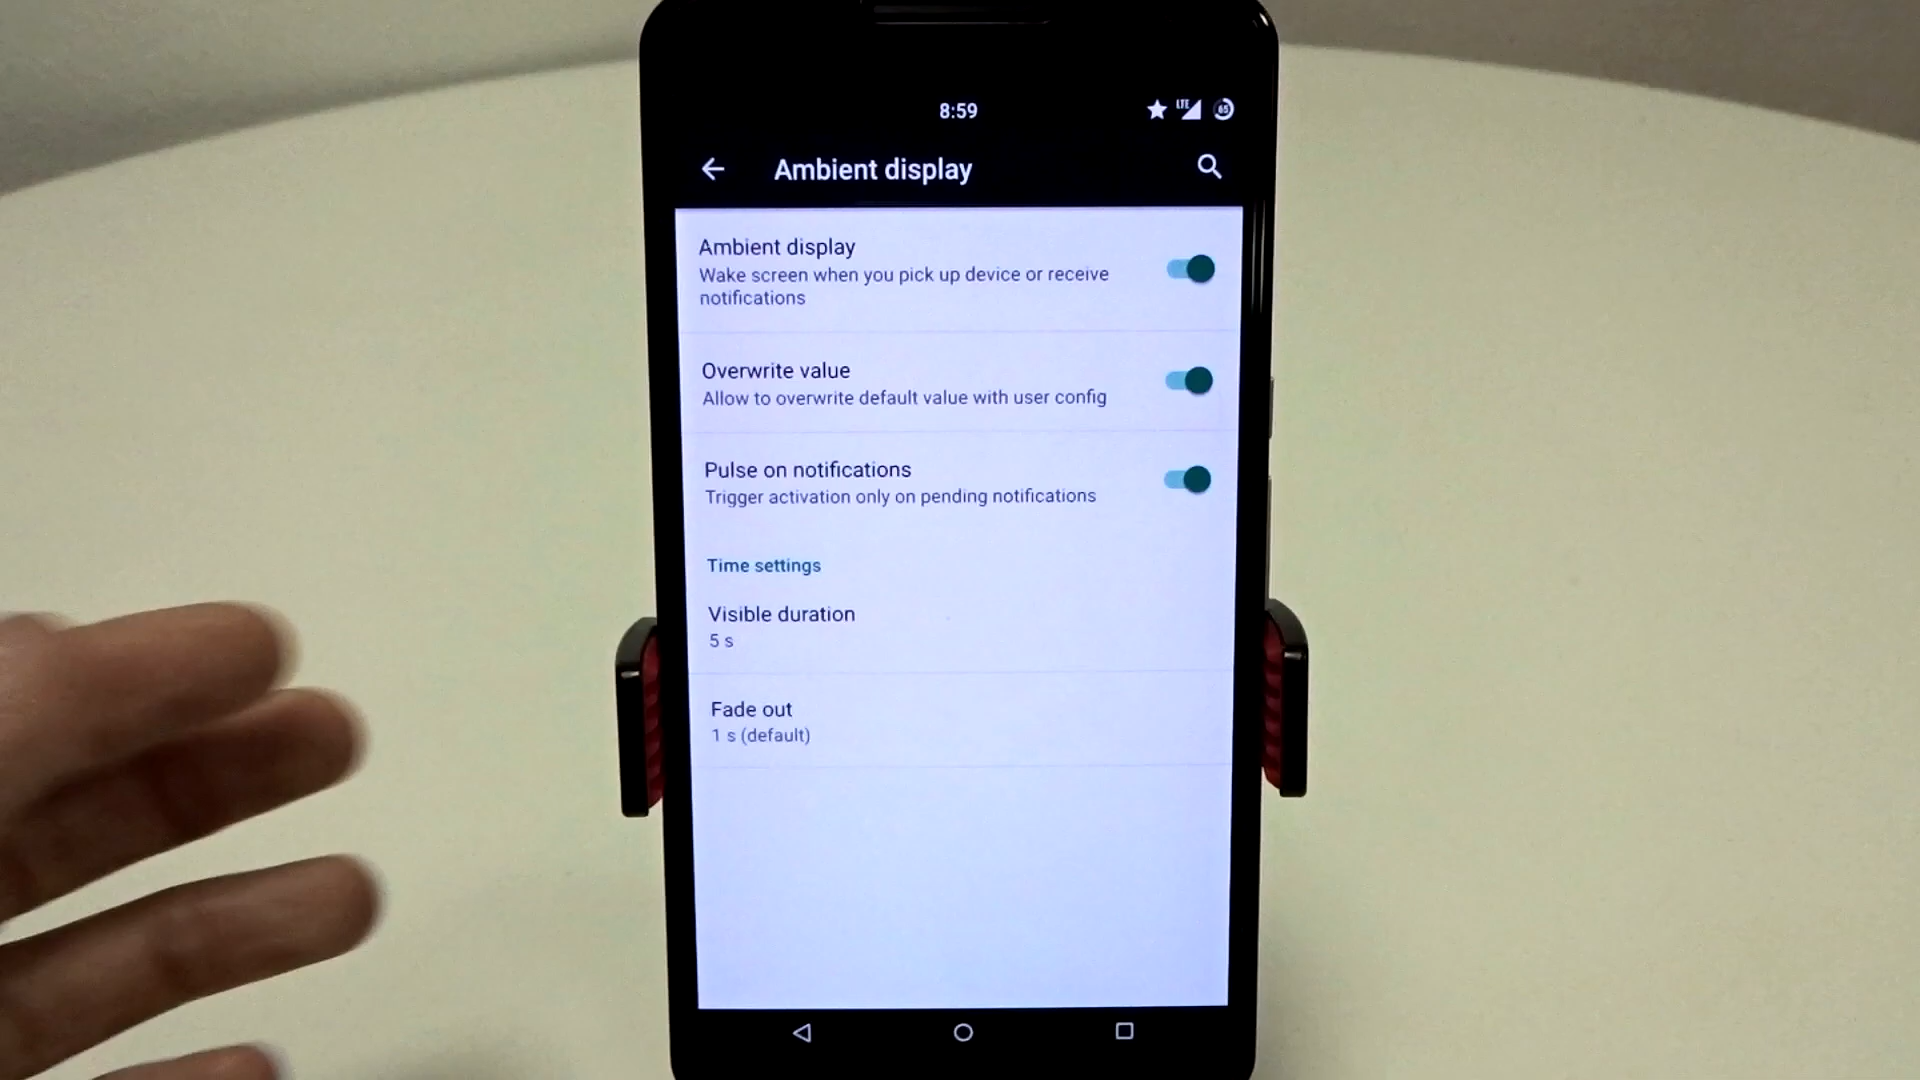 8:59
LTE
65
Ambient display
Ambient display
Wake screen when you pick up device or receive
notifications
Overwrite value
Allow to overwrite default value with user config
Pulse on notifications
Trigger activation only on pending notifications
Time settings
Visible duration
5 s
Fade out
1 s (default)